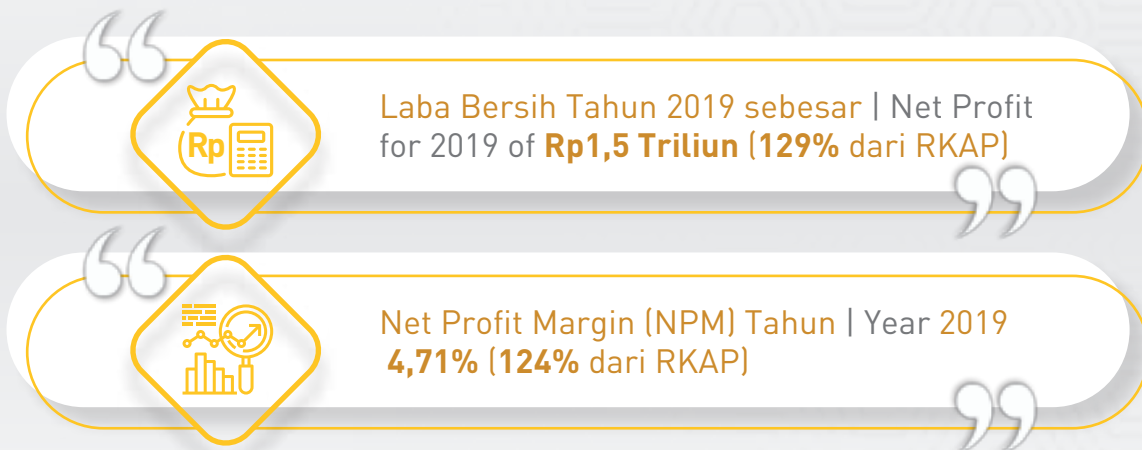 Rp
Laba Bersih Tahun 2019 sebesar | Net Profit
for 2019 of Rp1,5 Triliun (129% dari RKAP)
Net Profit Margin (NPM) Tahun | Year 2019
4,71% (124% dari RKAP)